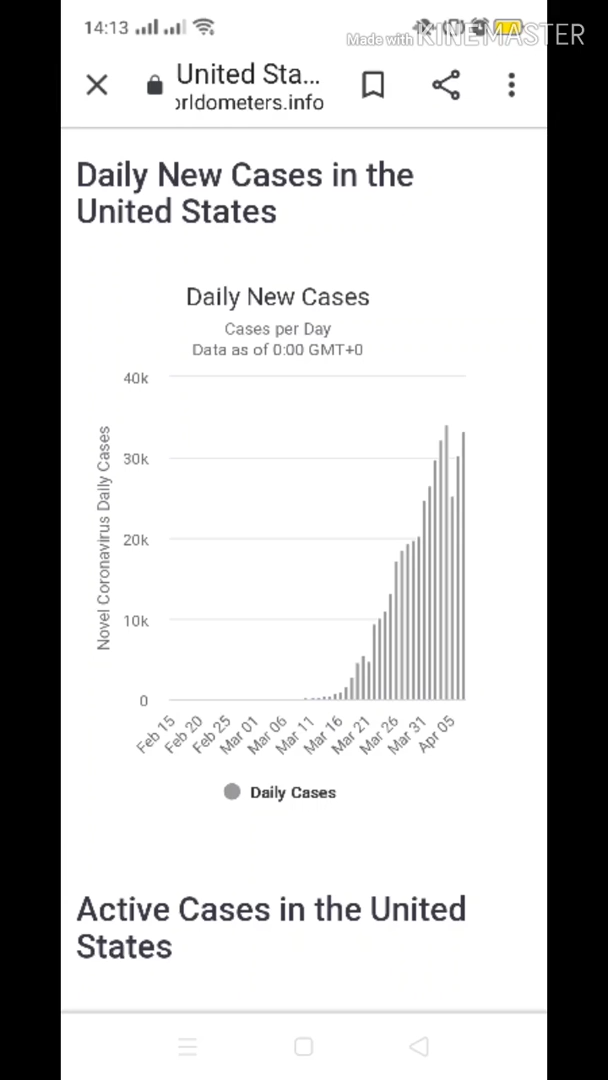 14:13
Made with KINEMASTER
United Sta...
orldometers.info
Daily New Cases in the
United States
Daily New Cases
Cases per Day
Data as of 0:00 GMT+0
Novel Coronavirus Daily Cases
40k
30k
20k
10k
0
Feb 15
Feb 20
Feb 25
Mar 01
Mar 06
Mar 11
Mar 16
Mar 21
Mar 26
Mar 31
Apr 05
Daily Cases
Active Cases in the United
States